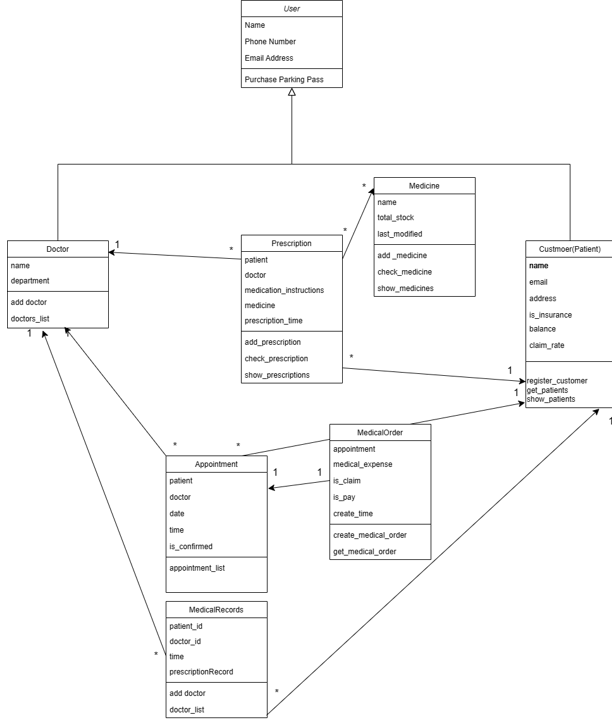 User
Name
Phone Number
Email Address
Purchase Parking Pass
*
Medicine
name
total_stock
last_modified
add _medicine
check_medicine
show_medicines
1
Doctor
name
department
add doctor
doctors_list
1
1
*
*
Prescription
patient
doctor
medication_instructions
medicine
prescription_time
add_prescription
check_prescription
show_prescriptions
*
1
Custmoer(Patient)
name
email
address
is_insurance
balance
claim_rate
register_customer
get_patients
show_patients
1
1
MedicalOrder
appointment
medical_expense
is_claim
is_pay
create_time
create_medical_order
get_medical_order
*
*
1
1
Appointment
patient
doctor
date
time
is_confirmed
appointment_list
MedicalRecords
patient_id
doctor_id
time
prescriptionRecord
add doctor
doctor_list
*
*